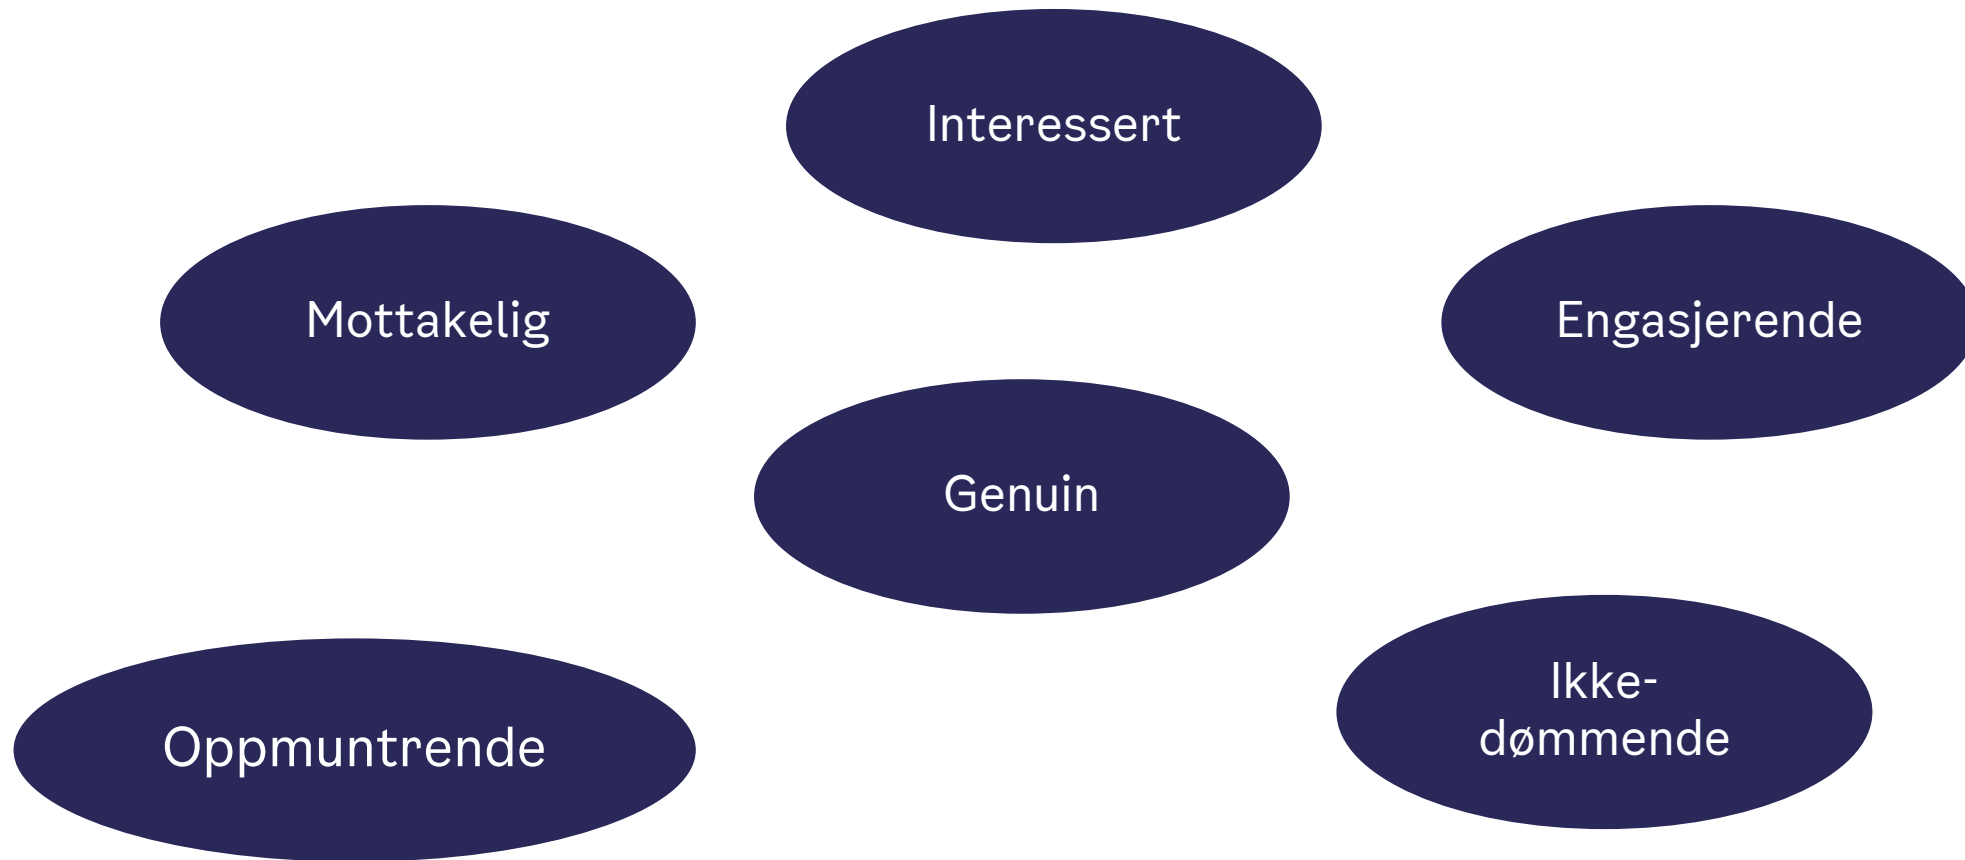 Interessert
Mottakelig
Engasjerende
Genuin
Ikke-
dømmende
Oppmuntrende